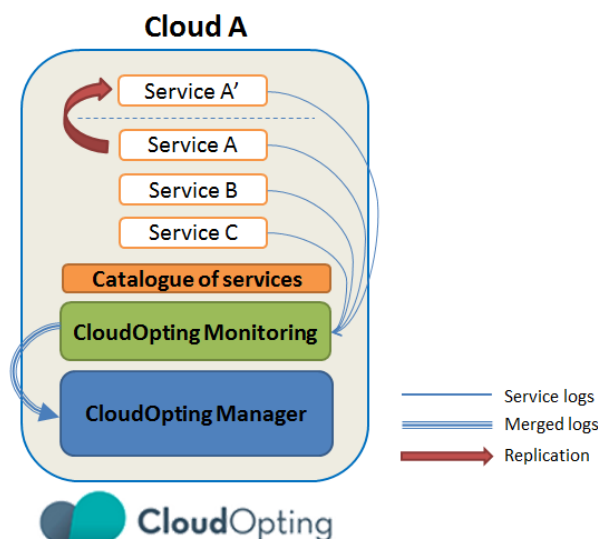 Cloud A
Service A’
Service A
Service B
Service C
Catalogue of services
CloudOpting Monitoring
CloudOpting Manager
Service logs
Merged logs
Replication
CloudOpting